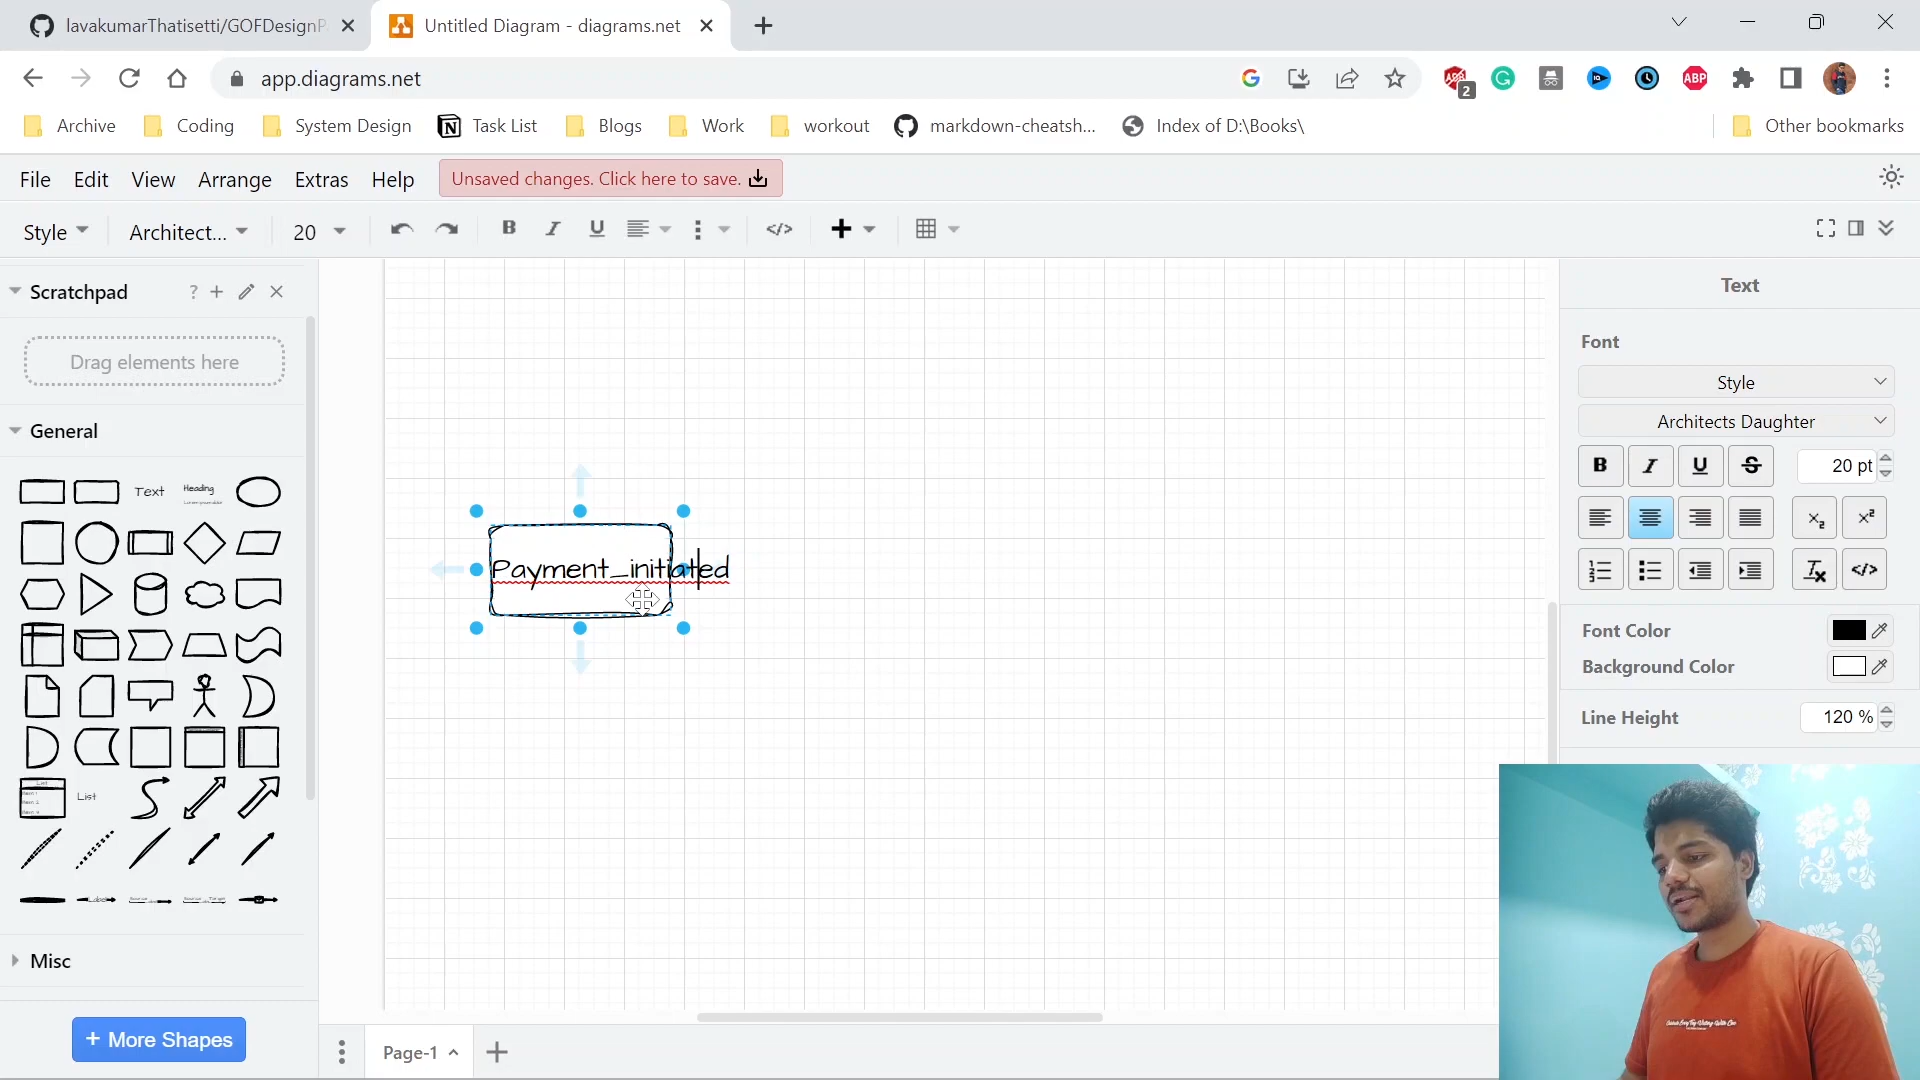 lavakumarThatisetti/GOFDesignP
Untitled Diagram - diagrams.net
app.diagrams.net
2
ABP
Archive
Coding
System Design
Task List
Blogs
Work
workout
markdown-cheatsh...
Index of D:\Books\
Other bookmarks
File
Edit
View
Arrange
Extras
Help
Unsaved changes. Click here to save.
Style
Architect...
20
B
I
U
Scratchpad
?
Drag elements here
General
Text
Heading
List
Label
Misc
+ More Shapes
Payment_initiated
Page-1
Text
Font
Style
Architects Daughter
B
I
U
S
20 pt
Font Color
Background Color
Line Height
120 %